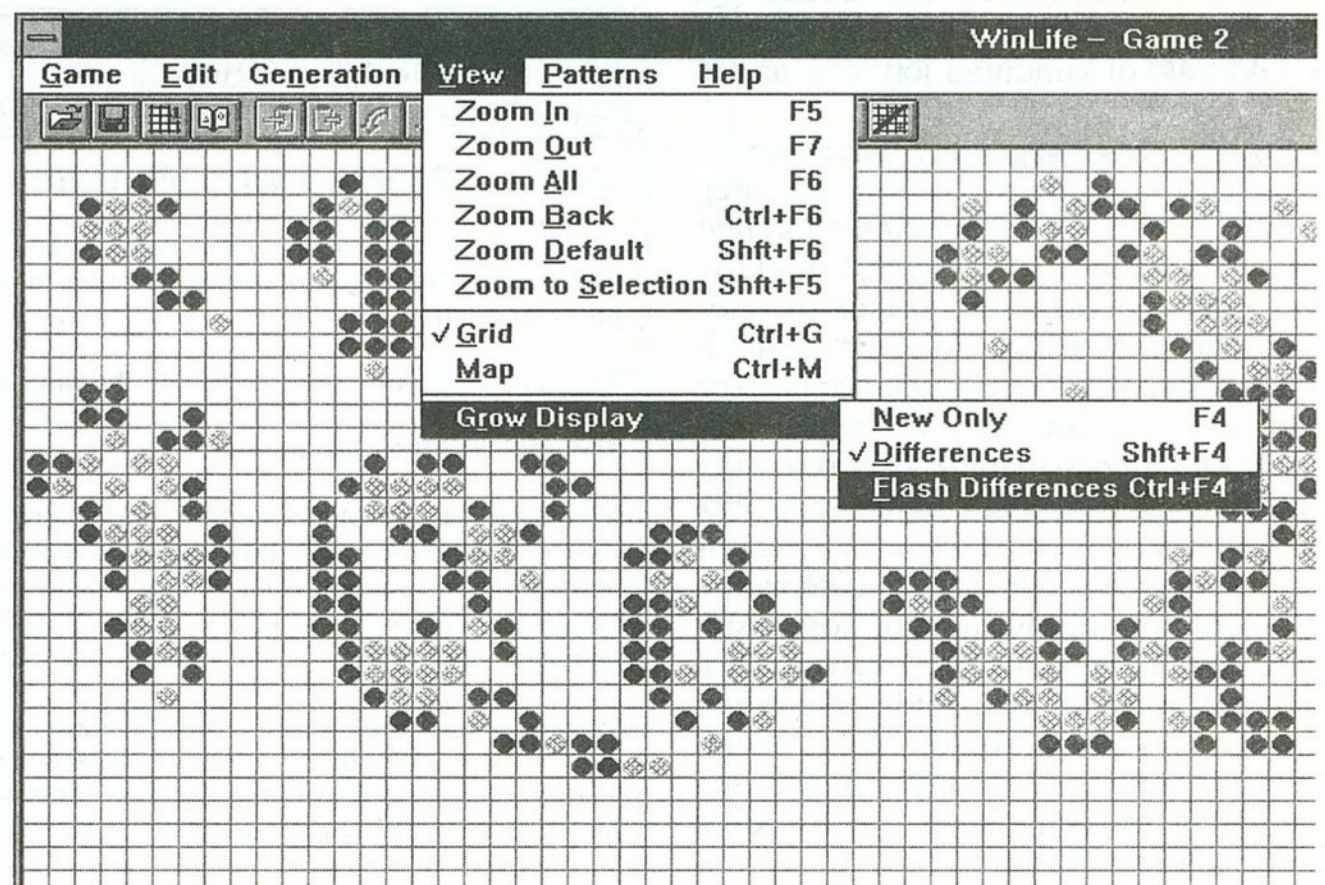 WinLife – Game 2
Game Edit Generation View Patterns Help
Zoom In F5
Zoom Out F7
Zoom All F6
Zoom Back Ctrl+F6
Zoom Default Shft+F6
Zoom to Selection Shft+F5
✓ Grid Ctrl+G
Map Ctrl+M
Grow Display
New Only F4
✓ Differences Shft+F4
Flash Differences Ctrl+F4